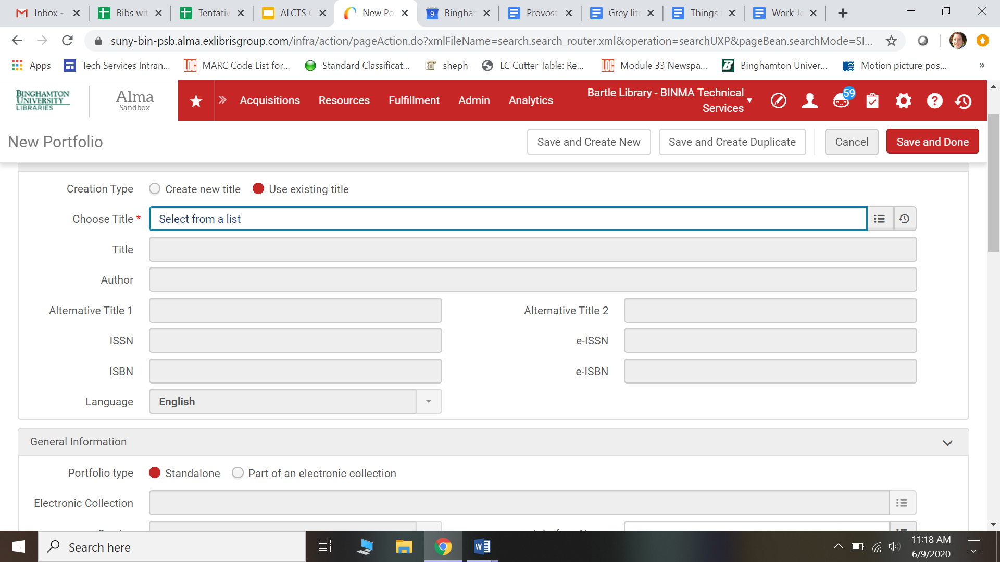 Inbox -
Bibs wit
Tentativ
ALCTS
New Po
Binghar
Provost
Grey lite
Things
Work Jo
suny-bin-psb.alma.exlibrisgroup.com/infra/action/pageAction.do?xmlFileName=search.search_router.xml&operation=searchUXP&pageBean.searchMode=SI...
Apps
Tech Services Intran...
MARC Code List for...
Standard Classificat...
sheph
LC Cutter Table: Re...
Module 33 Newspa...
Binghamton Univer...
Motion picture pos...
»
BINGHAMTON
UNIVERSITY
LIBRARIES
Alma
Sandbox
Acquisitions
Resources
Fulfillment
Admin
Analytics
Bartle Library - BINMA Technical
Services
59
New Portfolio
Save and Create New
Save and Create Duplicate
Cancel
Save and Done
Creation Type
Create new title
Use existing title
Choose Title *
Select from a list
Title
Author
Alternative Title 1
Alternative Title 2
ISSN
e-ISSN
ISBN
e-ISBN
Language
English
General Information
Portfolio type
Standalone
Part of an electronic collection
Electronic Collection
Search here
11:18 AM
6/9/2020